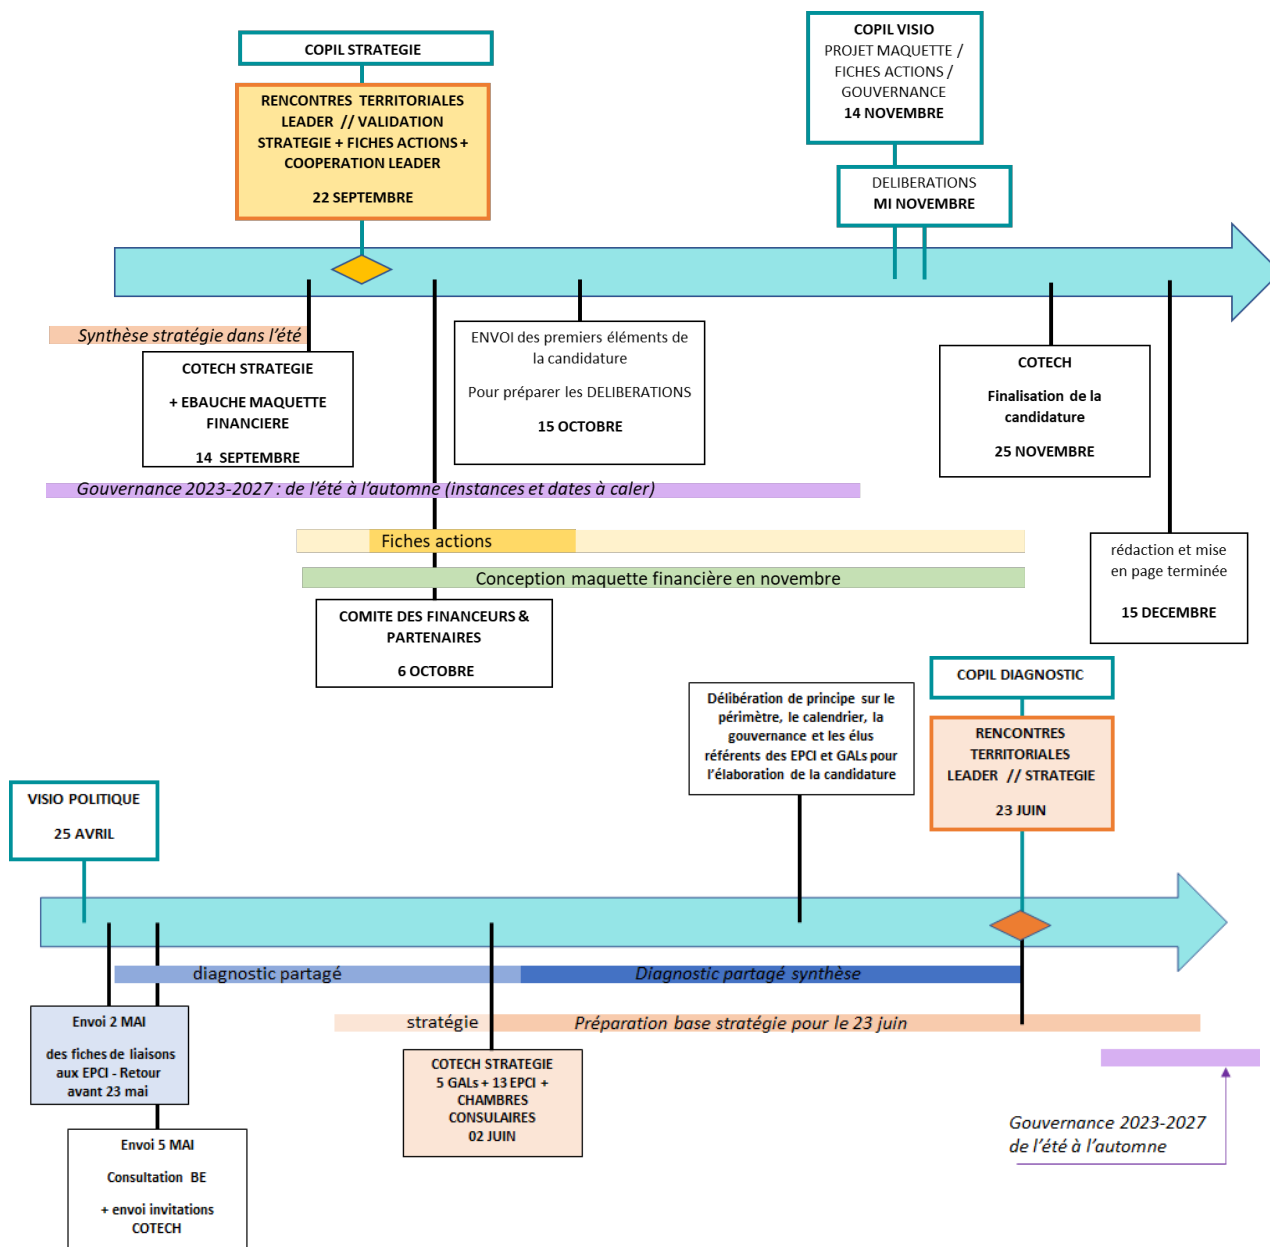 COPIL STRATEGIE
RENCONTRES TERRITORIALES
LEADER // VALIDATION
STRATEGIE + FICHES ACTIONS +
COOPERATION LEADER
22 SEPTEMBRE
COPIL VISIO
PROJET MAQUETTE /
FICHES ACTIONS /
GOUVERNANCE
14 NOVEMBRE
DELIBERATIONS
MI NOVEMBRE
Synthèse stratégie dans l'été
COTECH STRATEGIE
+ EBAUCHE MAQUETTE
FINANCIERE
14 SEPTEMBRE
ENVOI des premiers éléments de
la candidature
Pour préparer les DELIBERATIONS
15 OCTOBRE
COTECH
Finalisation de la
candidature
25 NOVEMBRE
Gouvernance 2023-2027 : de l'été à l'automne (instances et dates à caler)
Fiches actions
Conception maquette financière en novembre
rédaction et mise
en page terminée
15 DECEMBRE
COMITE DES FINANCEURS &
PARTENAIRES
6 OCTOBRE
COPIL DIAGNOSTIC
RENCONTRES
TERRITORIALES
LEADER // STRATEGIE
23 JUIN
Délibération de principe sur le
périmètre, le calendrier, la
gouvernance et les élus
référents des EPCI et GALs pour
l'élaboration de la candidature
VISIO POLITIQUE
25 AVRIL
diagnostic partagé
Diagnostic partagé synthèse
Envoi 2 MAI
des fiches de liaisons
aux EPCI - Retour
avant 23 mai
stratégie
Préparation base stratégie pour le 23 juin
COTECH STRATEGIE
5 GALs + 13 EPCI +
CHAMBRES
CONSULAIRES
02 JUIN
Gouvernance 2023-2027
de l'été à l'automne
Envoi 5 MAI
Consultation BE
+ envoi invitations
COTECH